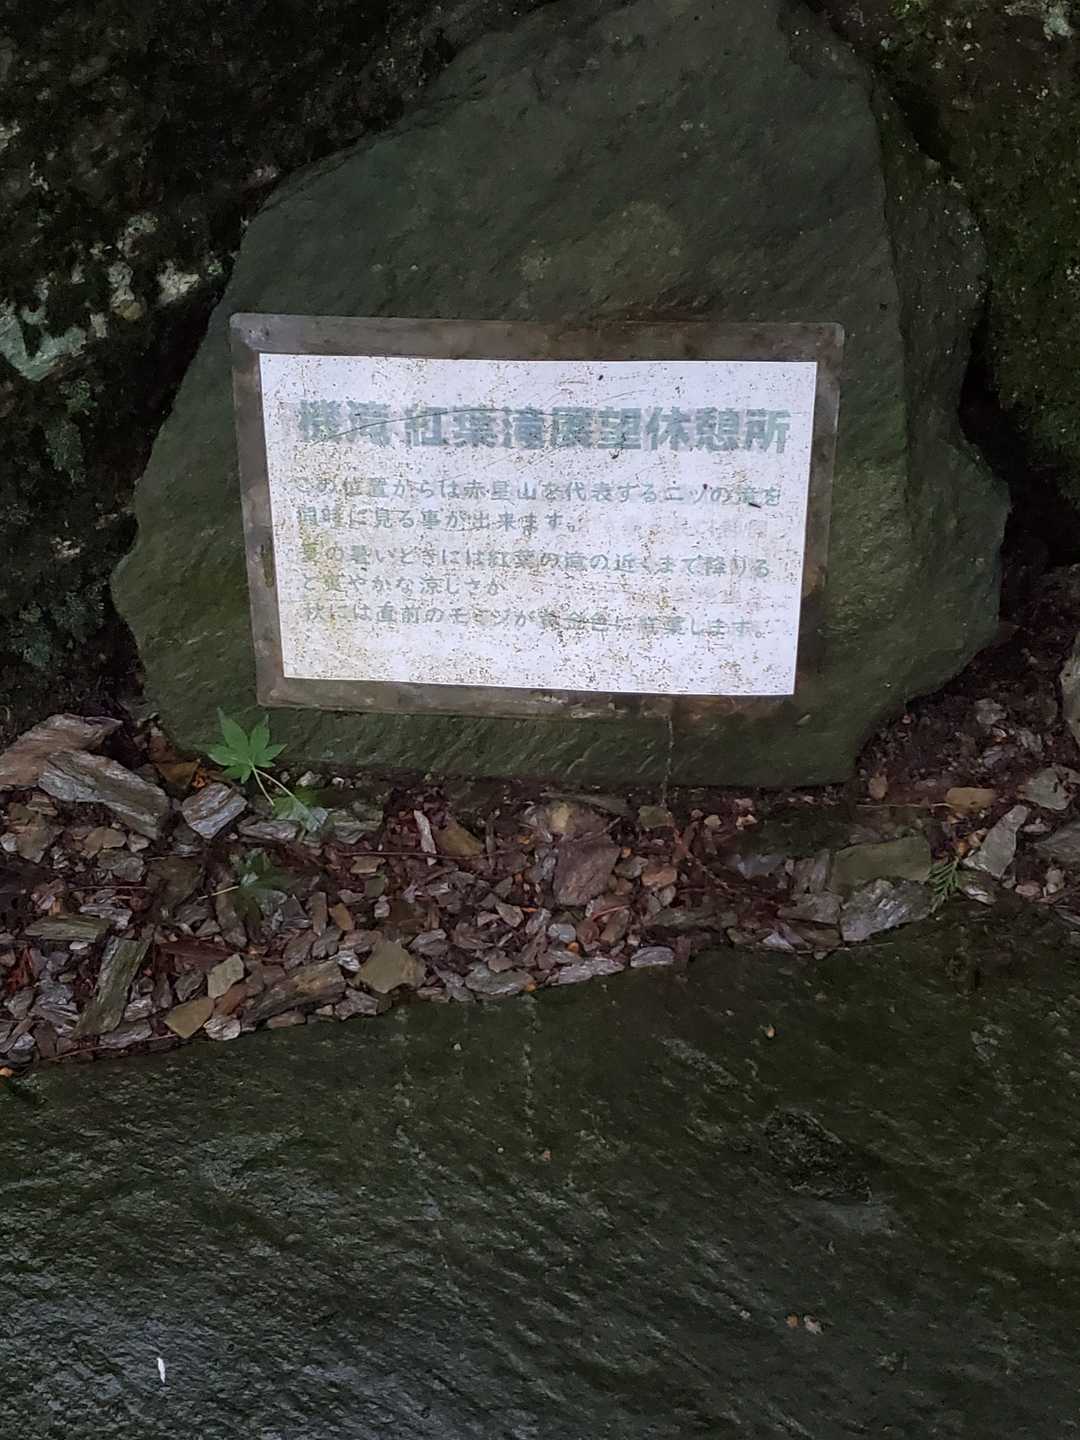 機滝 紅葉滝展望休憩所
この位置からは赤星山を代表する二ツの滝を
同時に見る事が出来ます。
夏の暑いときには紅葉の滝の近くまで降りる
と爽やかな涼しさが
秋には直前のモミジが に紅葉します。